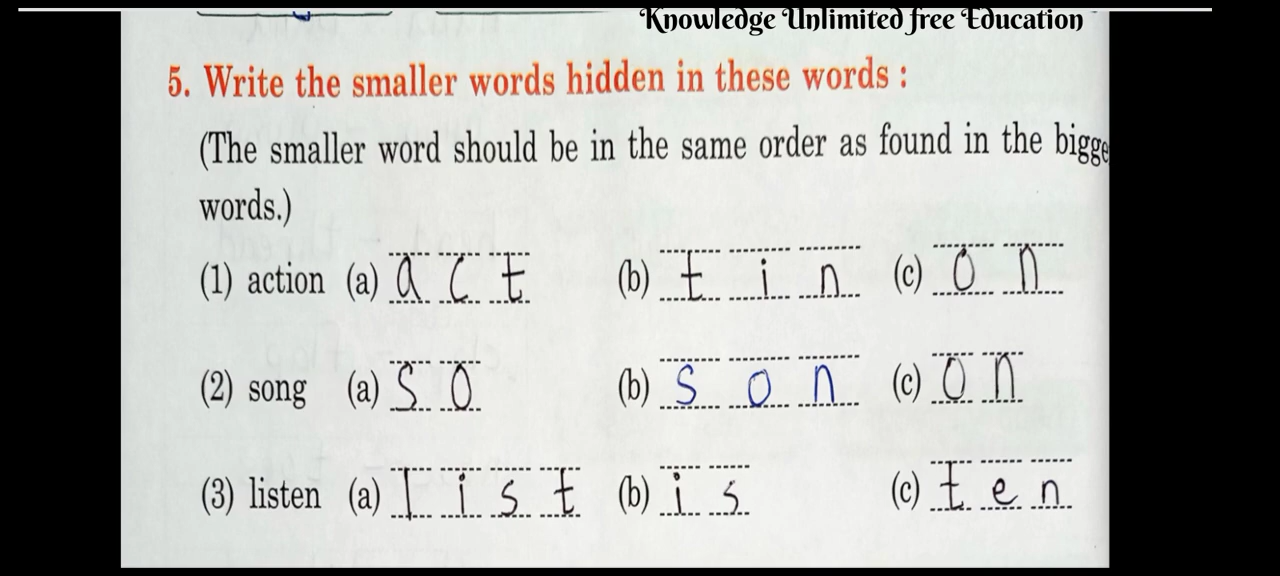 Knowledge Unlimited free Education
5. Write the smaller words hidden in these words :
(The smaller word should be in the same order as found in the bigge
words.)
(1) action (a) a c t (b) t i n (c) o n
(2) song (a) s o (b) s o n (c) o n
(3) listen (a) l i s t (b) i s (c) t e n